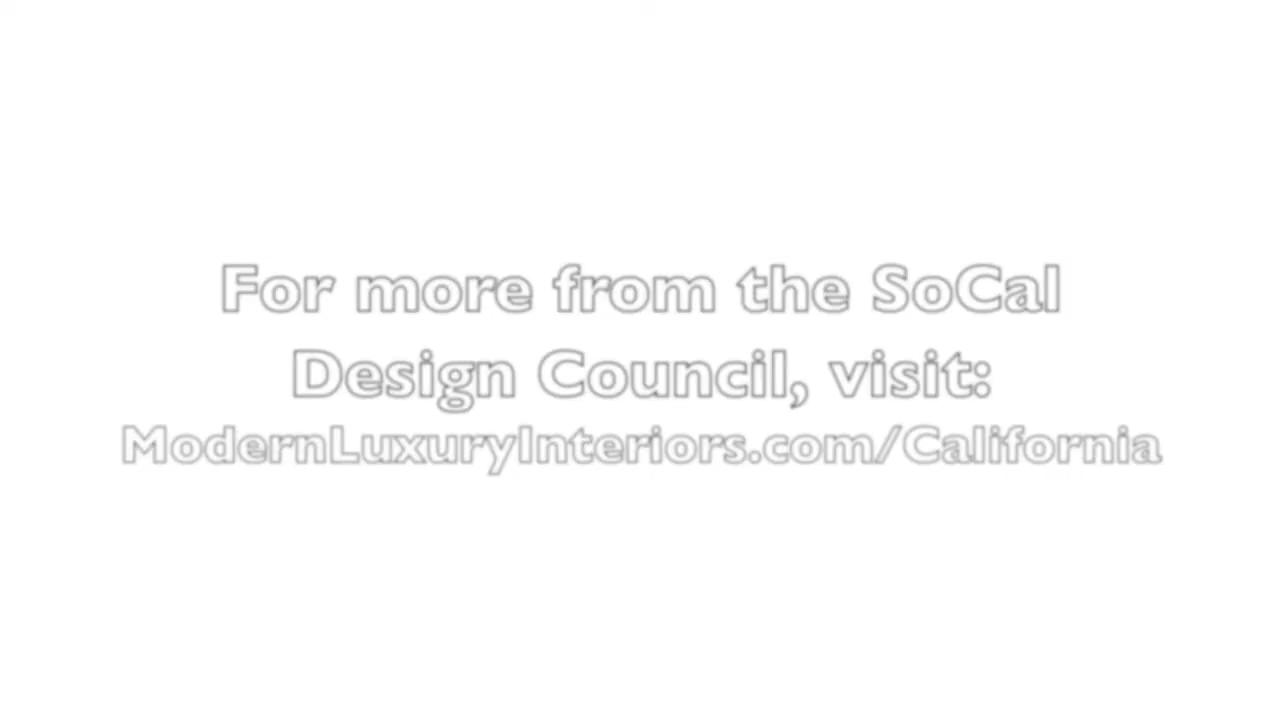 For more from the SoCal
Design Council, visit:
ModernLuxuryInteriors.com/California